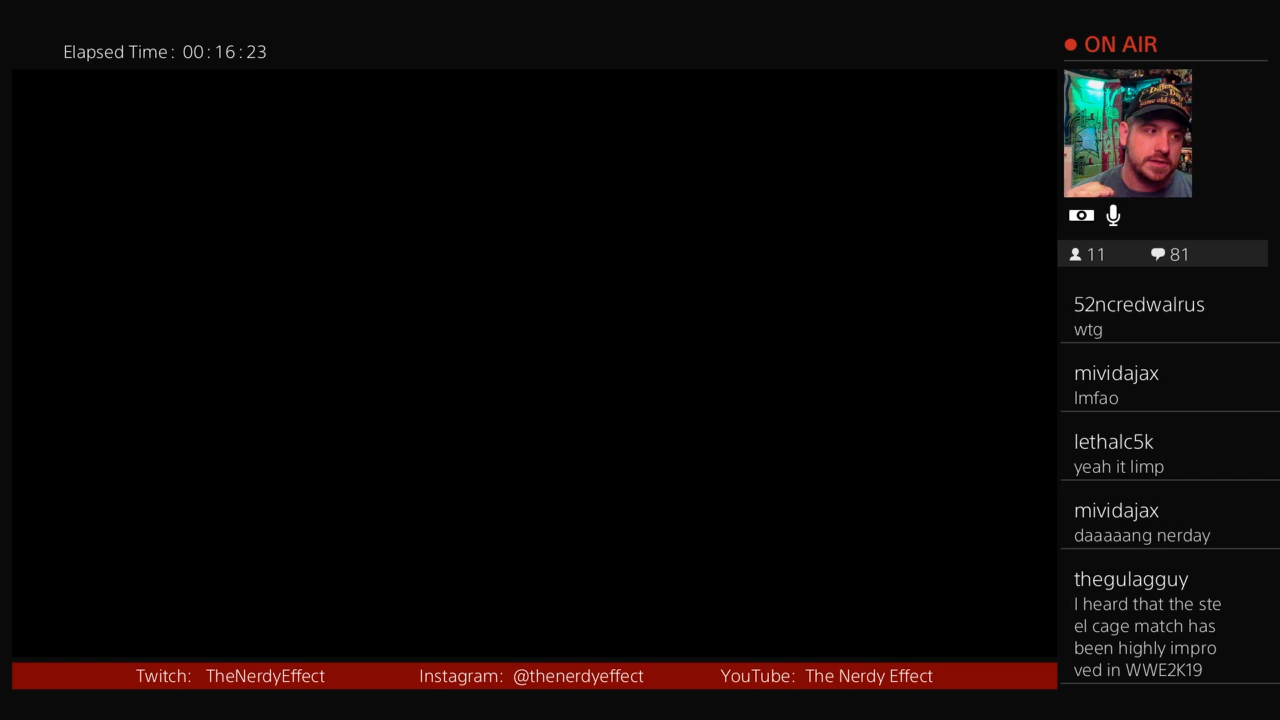 Elapsed Time: 00:16:23
ON AIR
11 81
52ncredwalrus
wtg
mividajax
lmfao
lethalc5k
yeah it limp
mividajax
daaaaang nerday
thegulagguy
I heard that the ste
el cage match has
been highly impro
ved in WWE2K19
Twitch: TheNerdyEffect Instagram: @thenerdyeffect YouTube: The Nerdy Effect